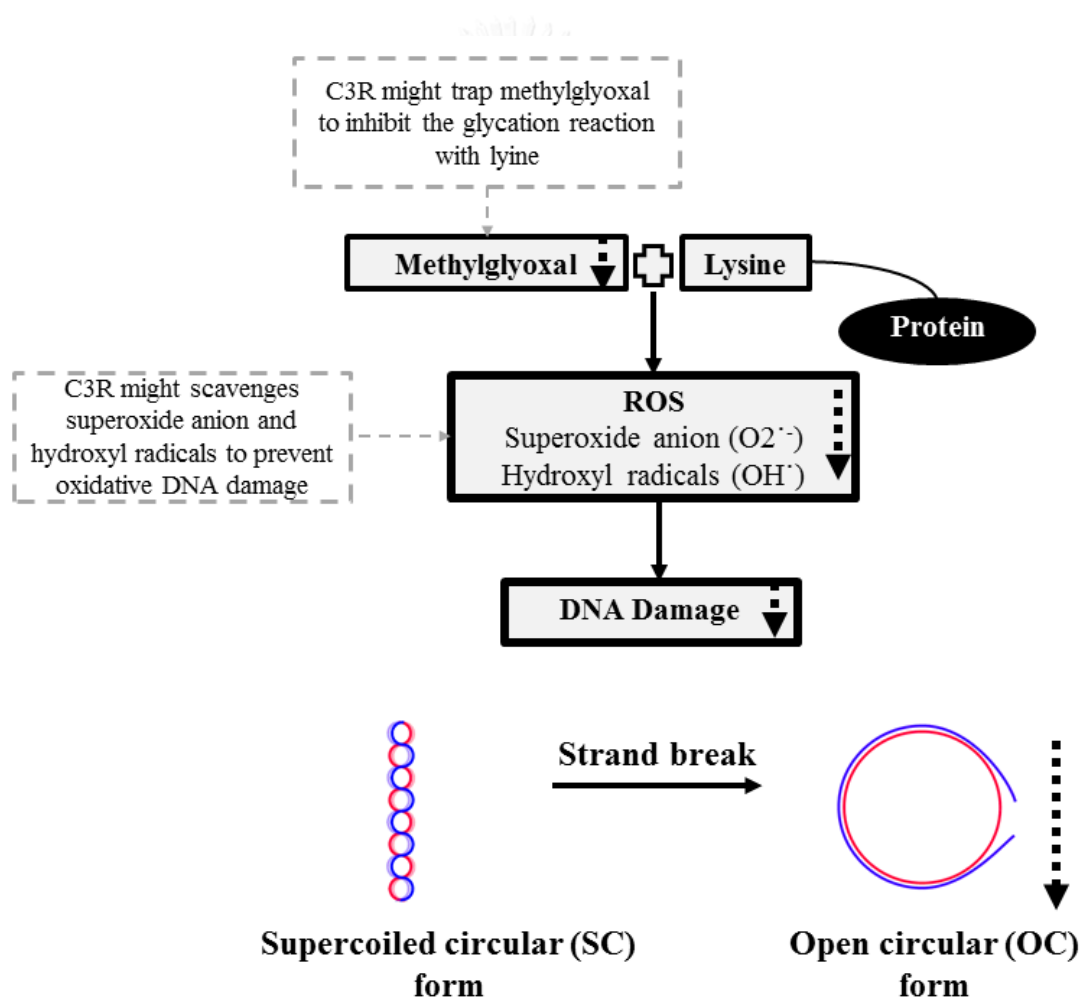 C3R might trap methylglyoxal
to inhibit the glycation reaction
with lyine
Methylglyoxal
Lysine
Protein
C3R might scavenges
superoxide anion and
hydroxyl radicals to prevent
oxidative DNA damage
ROS
Superoxide anion (O2˙⁻)
Hydroxyl radicals (OH˙)
DNA Damage
Strand break
Supercoiled circular (SC)
form
Open circular (OC)
form